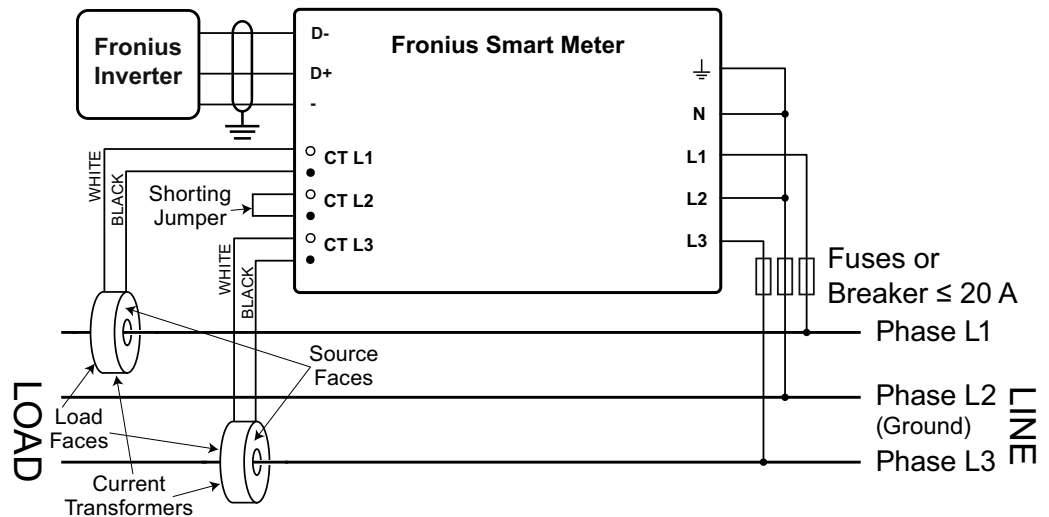 Fronius
Inverter
D-
D+
-
Fronius Smart Meter
⏚
N
L1
L2
L3
CT L1
CT L2
CT L3
WHITE
BLACK
Shorting
Jumper
WHITE
BLACK
Fuses or
Breaker ≤ 20 A
Phase L1
Source
Faces
Phase L2
(Ground)
Phase L3
LOAD
Load
Faces
LINE
Current
Transformers